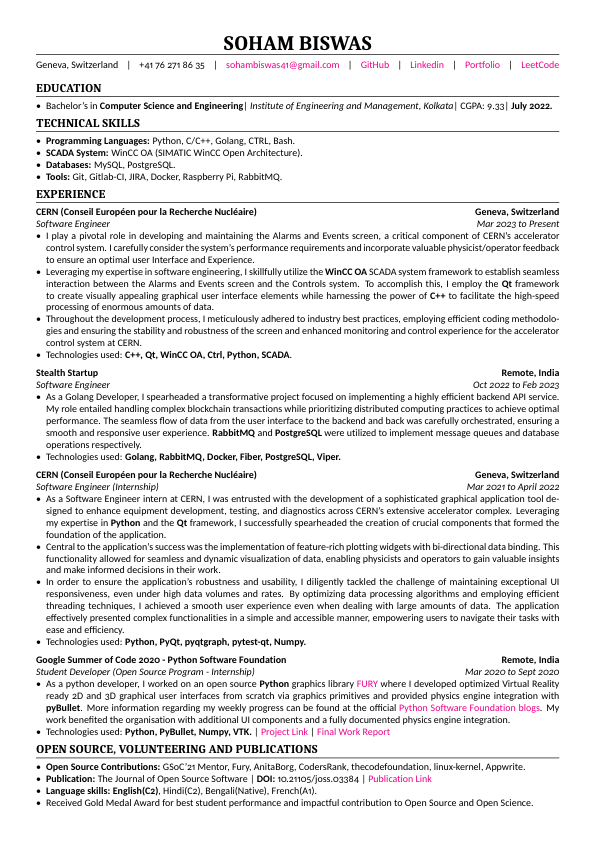 SOHAM BISWAS
Geneva, Switzerland | +41 76 271 86 35 | sohambiswas41@gmail.com | GitHub | Linkedin | Portfolio | LeetCode
EDUCATION
• Bachelor's in Computer Science and Engineering| Institute of Engineering and Management, Kolkata| CGPA: 9.33| July 2022.
TECHNICAL SKILLS
• Programming Languages: Python, C/C++, Golang, CTRL, Bash.
• SCADA System: WinCC OA (SIMATIC WinCC Open Architecture).
• Databases: MySQL, PostgreSQL.
• Tools: Git, Gitlab-CI, JIRA, Docker, Raspberry Pi, RabbitMQ.
EXPERIENCE
CERN (Conseil Européen pour la Recherche Nucléaire) Geneva, Switzerland
Software Engineer Mar 2023 to Present
• I play a pivotal role in developing and maintaining the Alarms and Events screen, a critical component of CERN's accelerator
control system. I carefully consider the system's performance requirements and incorporate valuable physicist/operator feedback
to ensure an optimal user Interface and Experience.
• Leveraging my expertise in software engineering, I skillfully utilize the WinCC OA SCADA system framework to establish seamless
interaction between the Alarms and Events screen and the Controls system. To accomplish this, I employ the Qt framework
to create visually appealing graphical user interface elements while harnessing the power of C++ to facilitate the high-speed
processing of enormous amounts of data.
• Throughout the development process, I meticulously adhered to industry best practices, employing efficient coding methodolo-
gies and ensuring the stability and robustness of the screen and enhanced monitoring and control experience for the accelerator
control system at CERN.
• Technologies used: C++, Qt, WinCC OA, Ctrl, Python, SCADA.
Stealth Startup Remote, India
Software Engineer Oct 2022 to Feb 2023
• As a Golang Developer, I spearheaded a transformative project focused on implementing a highly efficient backend API service.
My role entailed handling complex blockchain transactions while prioritizing distributed computing practices to achieve optimal
performance. The seamless flow of data from the user interface to the backend and back was carefully orchestrated, ensuring a
smooth and responsive user experience. RabbitMQ and PostgreSQL were utilized to implement message queues and database
operations respectively.
• Technologies used: Golang, RabbitMQ, Docker, Fiber, PostgreSQL, Viper.
CERN (Conseil Européen pour la Recherche Nucléaire) Geneva, Switzerland
Software Engineer (Internship) Mar 2021 to April 2022
• As a Software Engineer intern at CERN, I was entrusted with the development of a sophisticated graphical application tool de-
signed to enhance equipment development, testing, and diagnostics across CERN's extensive accelerator complex. Leveraging
my expertise in Python and the Qt framework, I successfully spearheaded the creation of crucial components that formed the
foundation of the application.
• Central to the application's success was the implementation of feature-rich plotting widgets with bi-directional data binding. This
functionality allowed for seamless and dynamic visualization of data, enabling physicists and operators to gain valuable insights
and make informed decisions in their work.
• In order to ensure the application's robustness and usability, I diligently tackled the challenge of maintaining exceptional UI
responsiveness, even under high data volumes and rates. By optimizing data processing algorithms and employing efficient
threading techniques, I achieved a smooth user experience even when dealing with large amounts of data. The application
effectively presented complex functionalities in a simple and accessible manner, empowering users to navigate their tasks with
ease and efficiency.
• Technologies used: Python, PyQt, pyqtgraph, pytest-qt, Numpy.
Google Summer of Code 2020 - Python Software Foundation Remote, India
Student Developer (Open Source Program - Internship) Mar 2020 to Sept 2020
• As a python developer, I worked on an open source Python graphics library FURY where I developed optimized Virtual Reality
ready 2D and 3D graphical user interfaces from scratch via graphics primitives and provided physics engine integration with
pyBullet. More information regarding my weekly progress can be found at the official Python Software Foundation blogs. My
work benefited the organisation with additional UI components and a fully documented physics engine integration.
• Technologies used: Python, PyBullet, Numpy, VTK. | Project Link | Final Work Report
OPEN SOURCE, VOLUNTEERING AND PUBLICATIONS
• Open Source Contributions: GSoC'21 Mentor, Fury, AnitaBorg, CodersRank, thecodefoundation, linux-kernel, Appwrite.
• Publication: The Journal of Open Source Software | DOI: 10.21105/joss.03384 | Publication Link
• Language skills: English(C2), Hindi(C2), Bengali(Native), French(A1).
• Received Gold Medal Award for best student performance and impactful contribution to Open Source and Open Science.